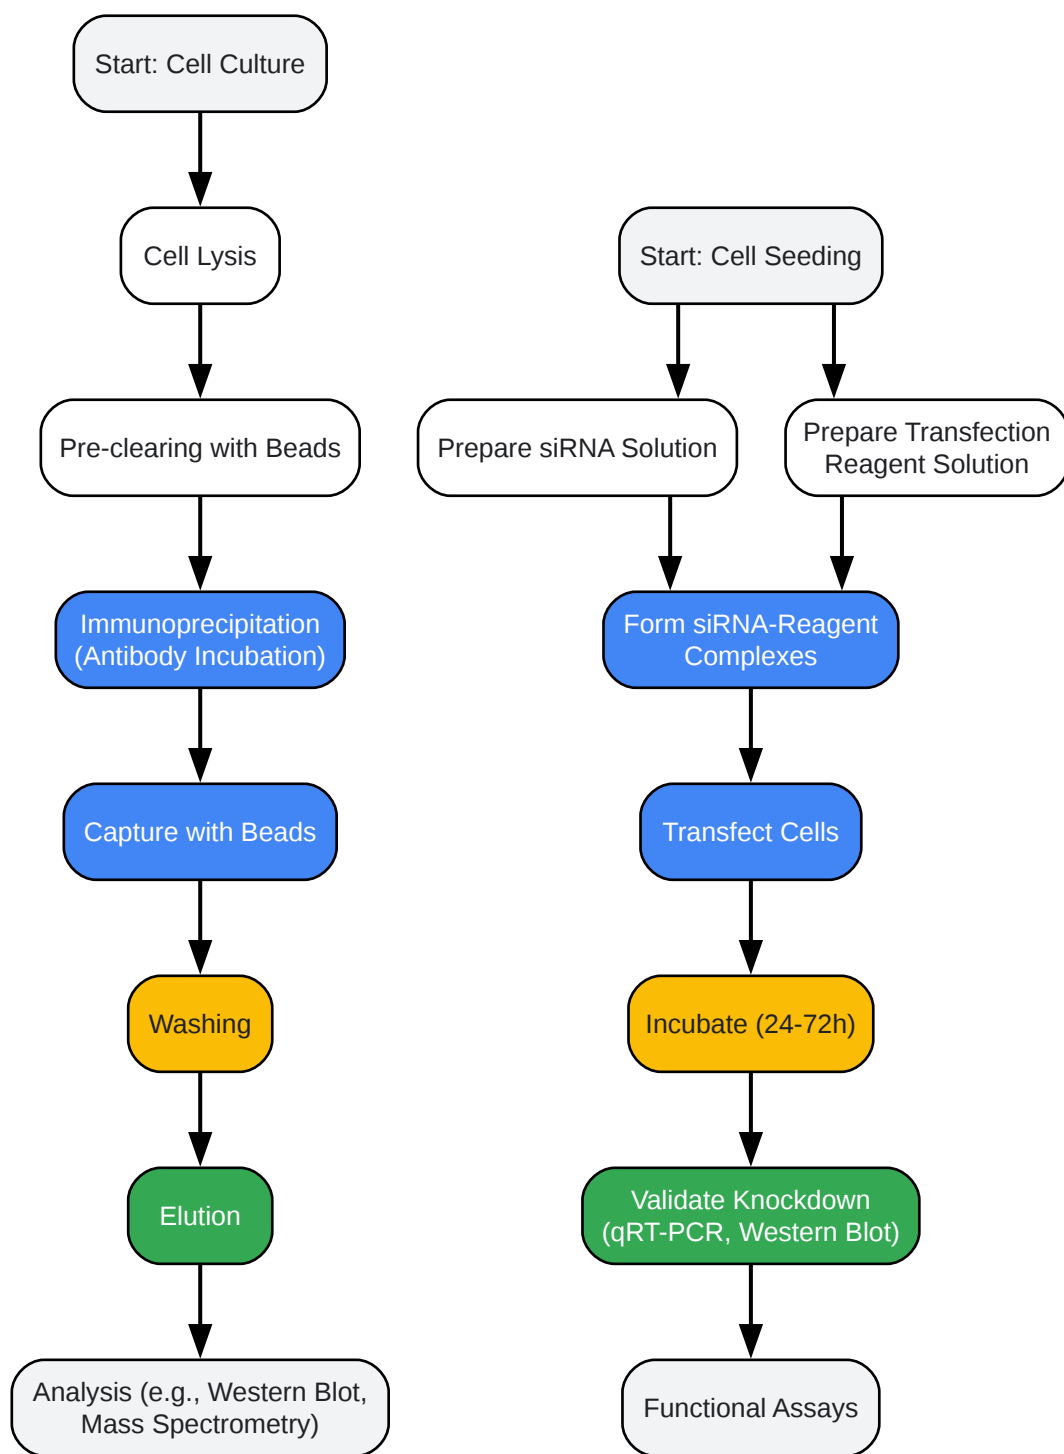 Start: Cell Culture
Cell Lysis
Pre-clearing with Beads
Immunoprecipitation
(Antibody Incubation)
Capture with Beads
Washing
Elution
Analysis (e.g., Western Blot,
Mass Spectrometry)
Start: Cell Seeding
Prepare siRNA Solution
Prepare Transfection
Reagent Solution
Form siRNA-Reagent
Complexes
Transfect Cells
Incubate (24-72h)
Validate Knockdown
(qRT-PCR, Western Blot)
Functional Assays